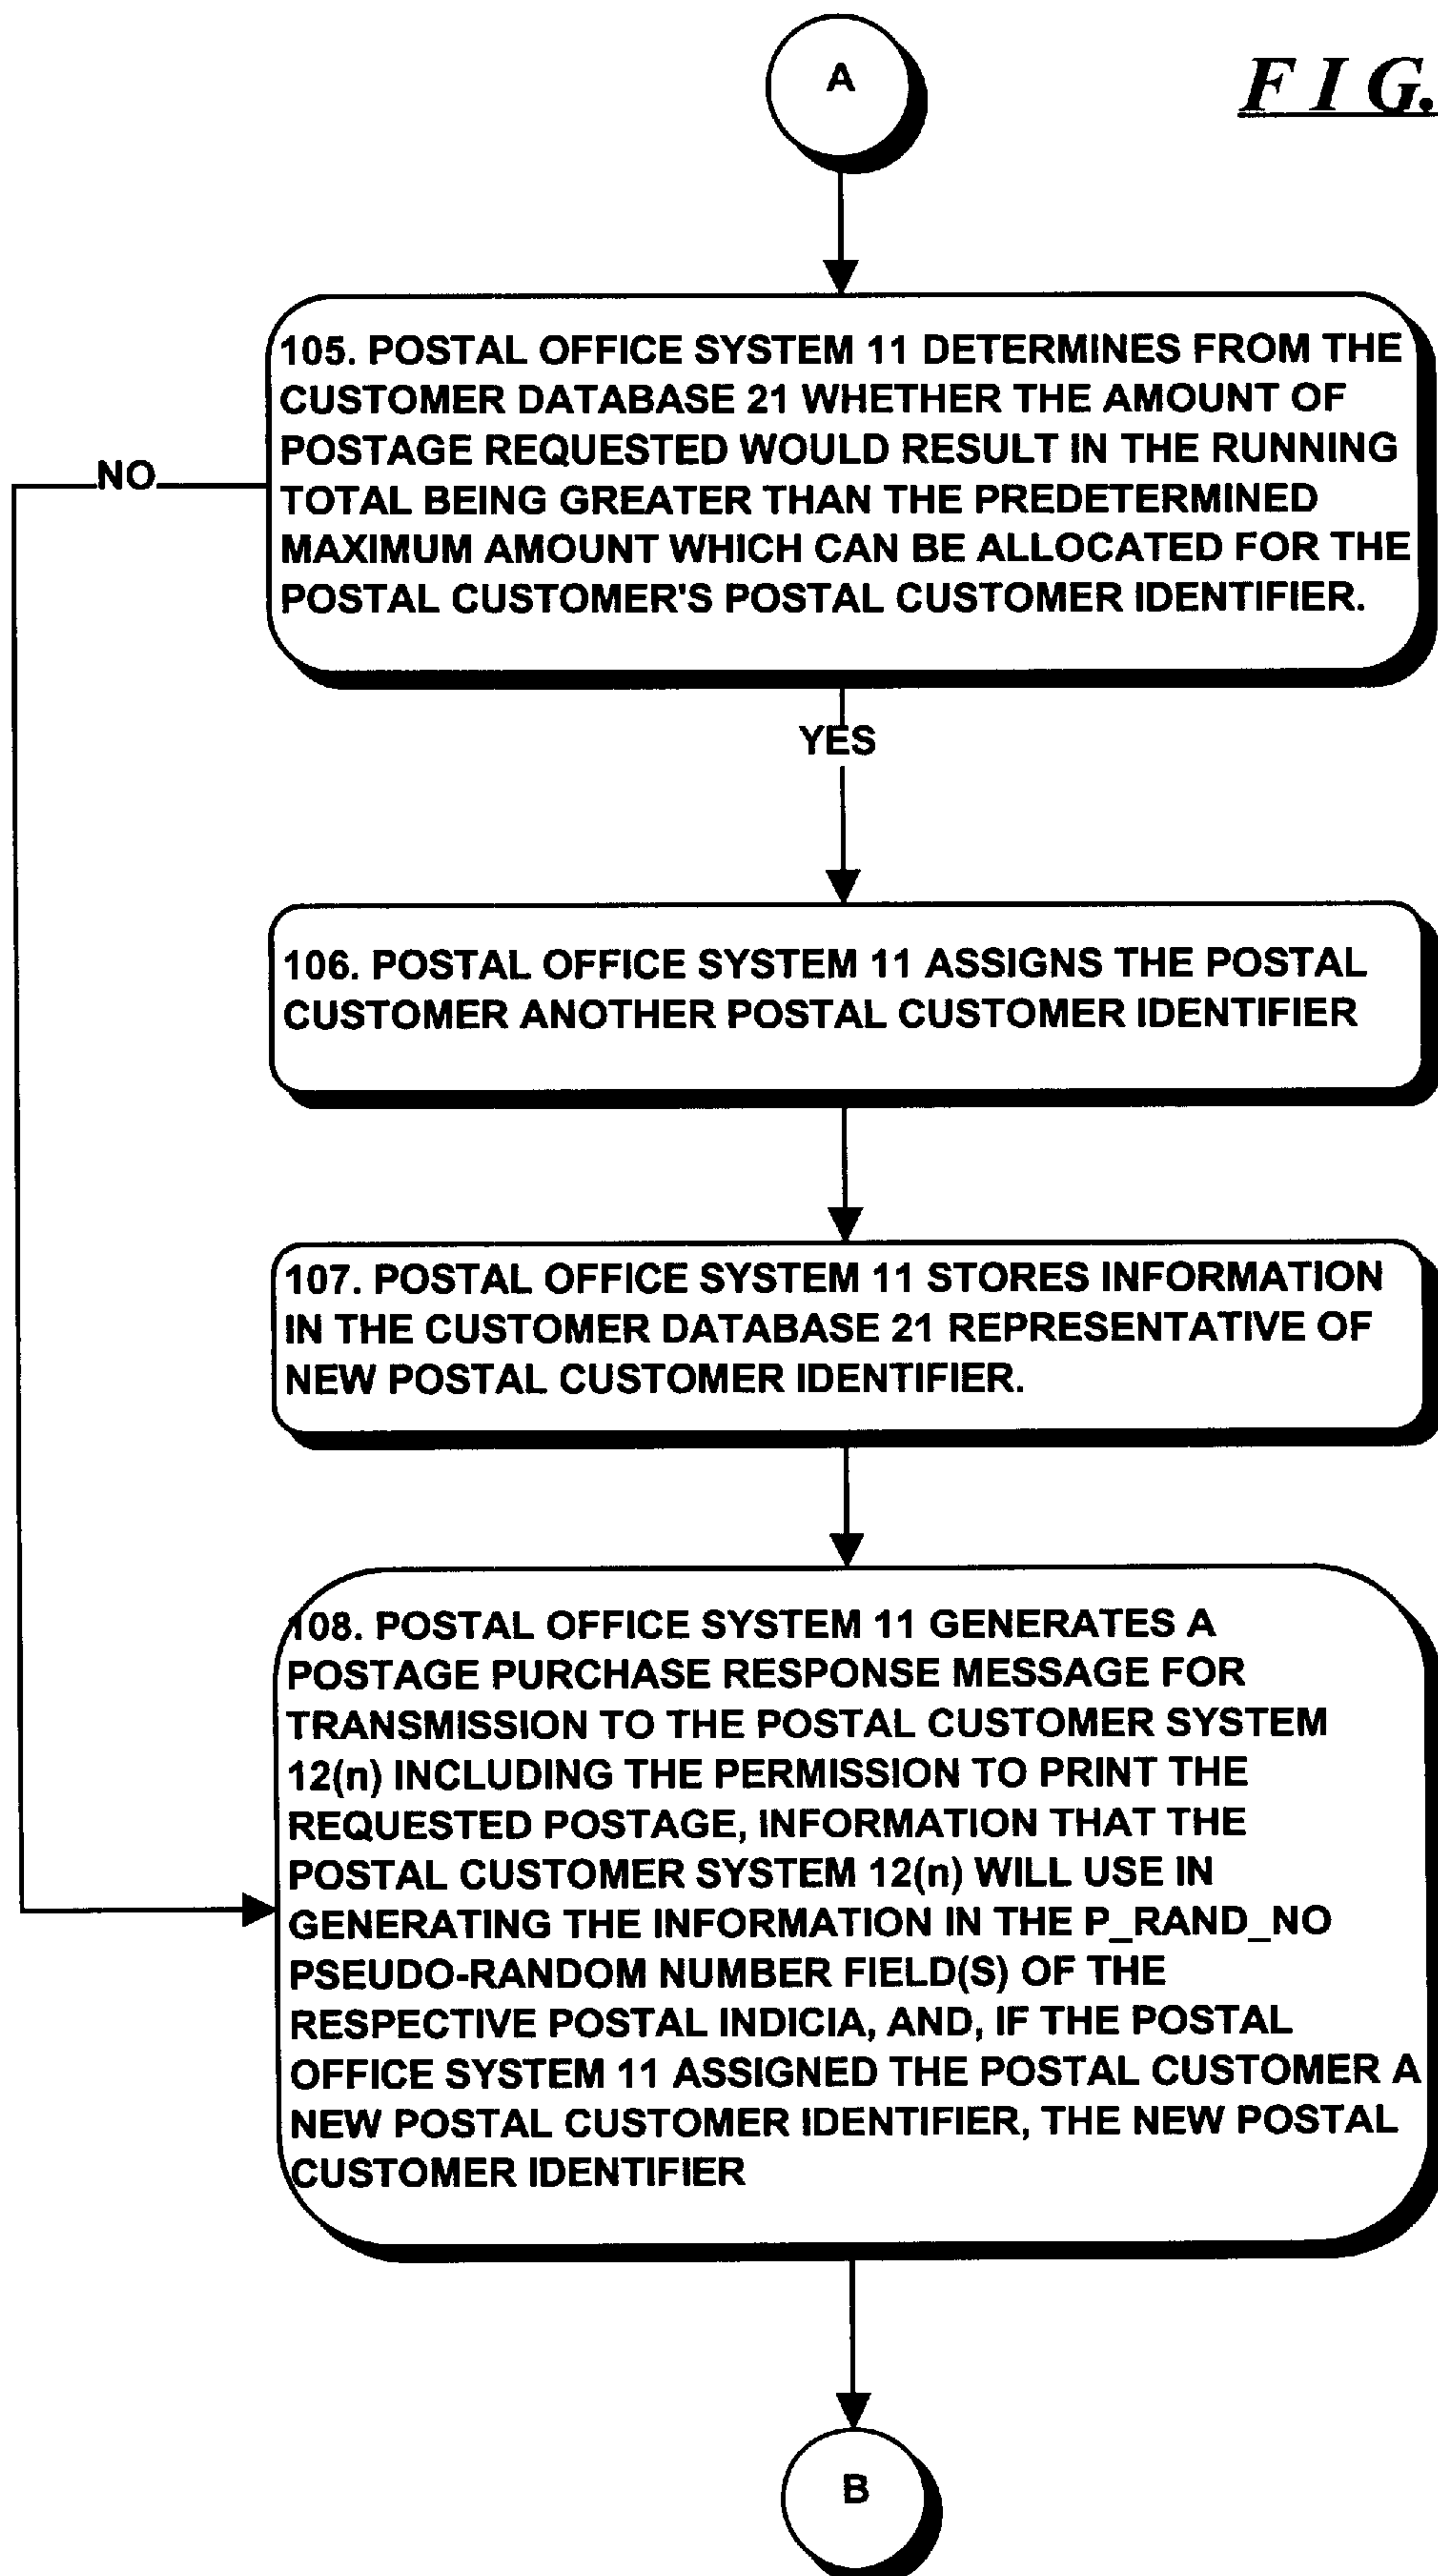 A
FIG.
105. POSTAL OFFICE SYSTEM 11 DETERMINES FROM THE
CUSTOMER DATABASE 21 WHETHER THE AMOUNT OF
POSTAGE REQUESTED WOULD RESULT IN THE RUNNING
TOTAL BEING GREATER THAN THE PREDETERMINED
MAXIMUM AMOUNT WHICH CAN BE ALLOCATED FOR THE
POSTAL CUSTOMER'S POSTAL CUSTOMER IDENTIFIER.
NO
YES
106. POSTAL OFFICE SYSTEM 11 ASSIGNS THE POSTAL
CUSTOMER ANOTHER POSTAL CUSTOMER IDENTIFIER
107. POSTAL OFFICE SYSTEM 11 STORES INFORMATION
IN THE CUSTOMER DATABASE 21 REPRESENTATIVE OF
NEW POSTAL CUSTOMER IDENTIFIER.
108. POSTAL OFFICE SYSTEM 11 GENERATES A
POSTAGE PURCHASE RESPONSE MESSAGE FOR
TRANSMISSION TO THE POSTAL CUSTOMER SYSTEM
12(n) INCLUDING THE PERMISSION TO PRINT THE
REQUESTED POSTAGE, INFORMATION THAT THE
POSTAL CUSTOMER SYSTEM 12(n) WILL USE IN
GENERATING THE INFORMATION IN THE P_RAND_NO
PSEUDO-RANDOM NUMBER FIELD(S) OF THE
RESPECTIVE POSTAL INDICIA, AND, IF THE POSTAL
OFFICE SYSTEM 11 ASSIGNED THE POSTAL CUSTOMER A
NEW POSTAL CUSTOMER IDENTIFIER, THE NEW POSTAL
CUSTOMER IDENTIFIER
B